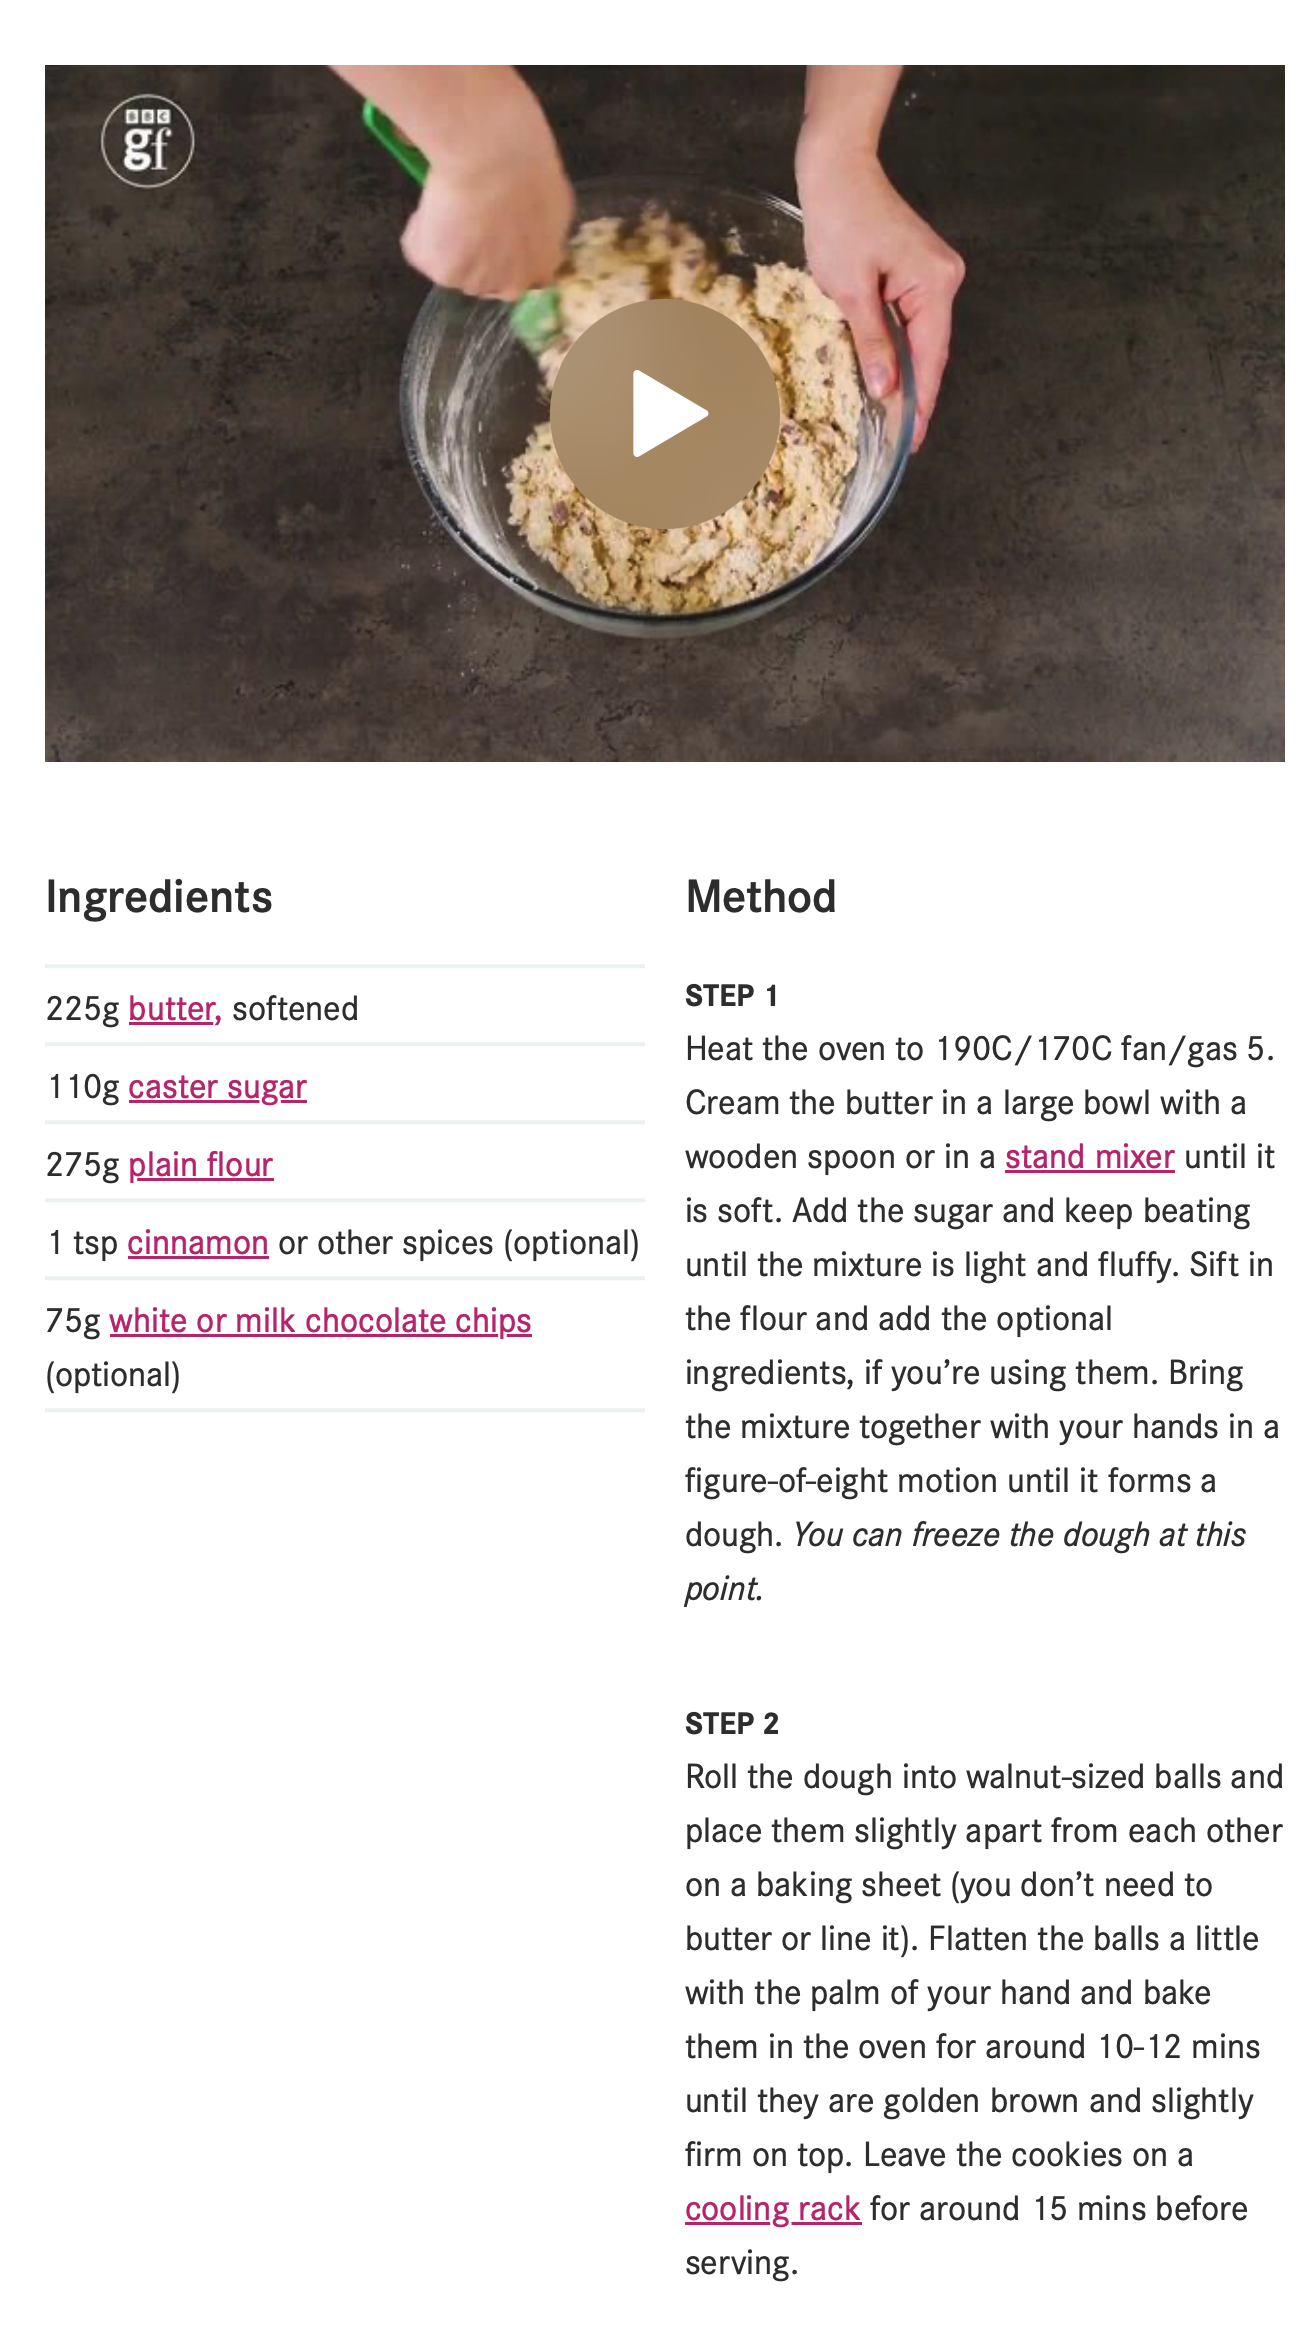 BBC
gf
Ingredients
225g butter, softened
110g caster sugar
275g plain flour
1 tsp cinnamon or other spices (optional)
75g white or milk chocolate chips
(optional)
Method
STEP 1
Heat the oven to 190C/170C fan/gas 5.
Cream the butter in a large bowl with a
wooden spoon or in a stand mixer until it
is soft. Add the sugar and keep beating
until the mixture is light and fluffy. Sift in
the flour and add the optional
ingredients, if you’re using them. Bring
the mixture together with your hands in a
figure-of-eight motion until it forms a
dough. You can freeze the dough at this
point.
STEP 2
Roll the dough into walnut-sized balls and
place them slightly apart from each other
on a baking sheet (you don’t need to
butter or line it). Flatten the balls a little
with the palm of your hand and bake
them in the oven for around 10-12 mins
until they are golden brown and slightly
firm on top. Leave the cookies on a
cooling rack for around 15 mins before
serving.